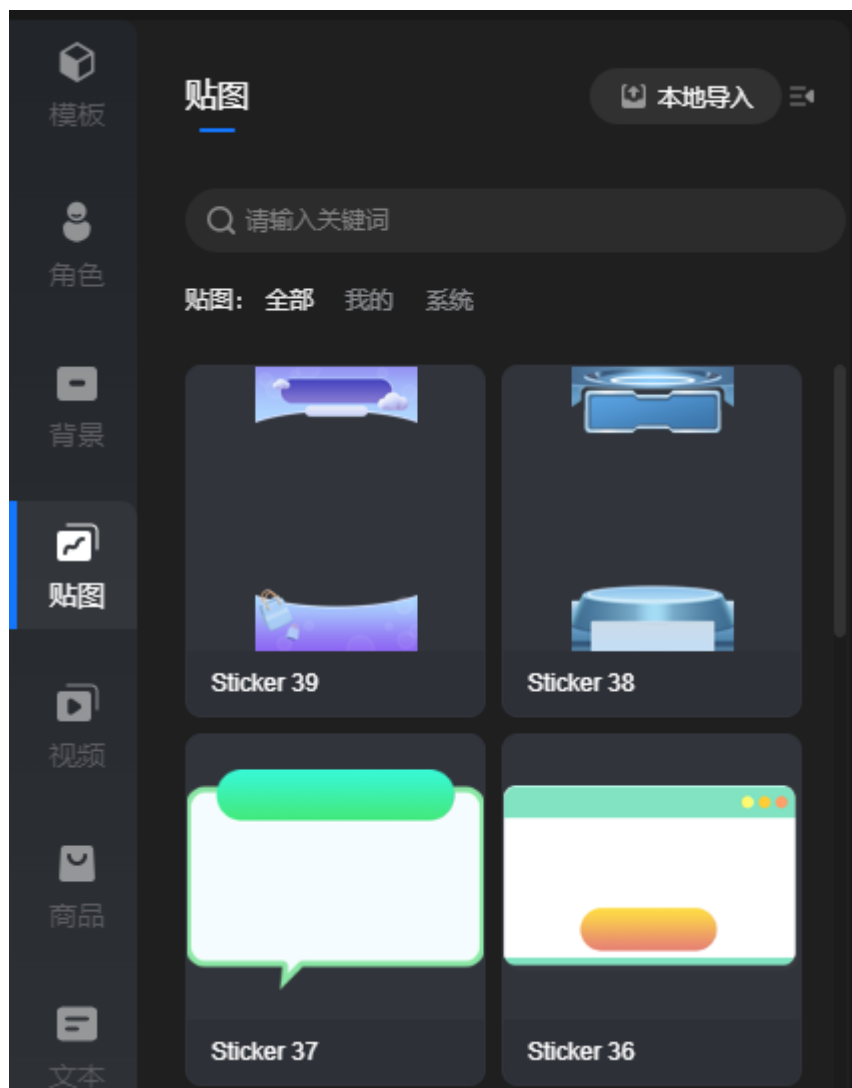 模板
角色
背景
贴图
视频
商品
文本
贴图
本地导入
请输入关键词
贴图: 全部 我的 系统
Sticker 39
Sticker 38
Sticker 37
Sticker 36